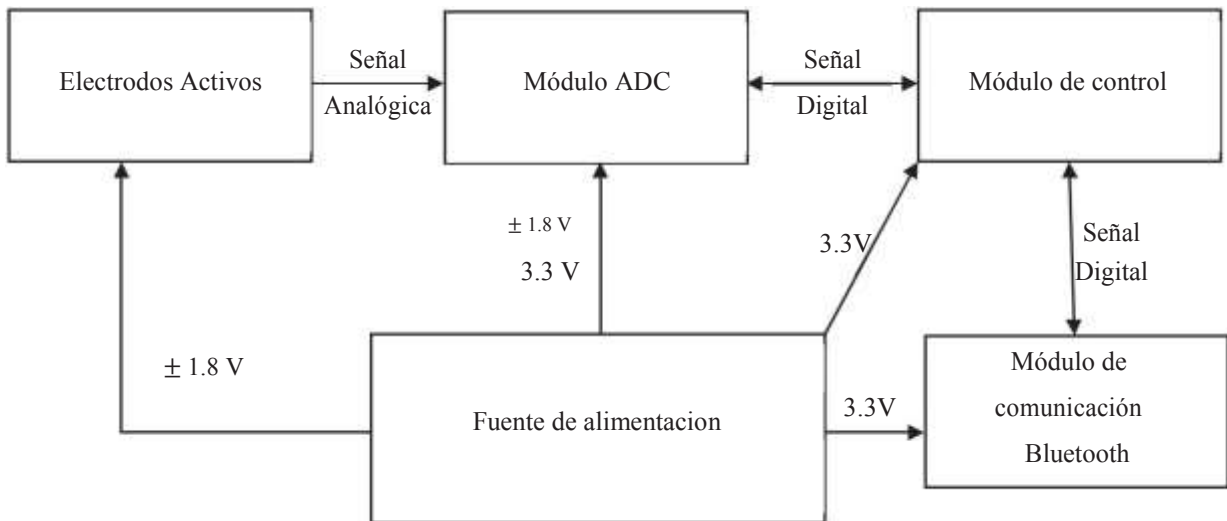 Electrodos Activos
Señal
Analógica
Módulo ADC
Señal
Digital
Módulo de control
± 1.8 V
3.3 V
3.3V
Señal
Digital
± 1.8 V
Fuente de alimentacion
3.3V
Módulo de
comunicación
Bluetooth